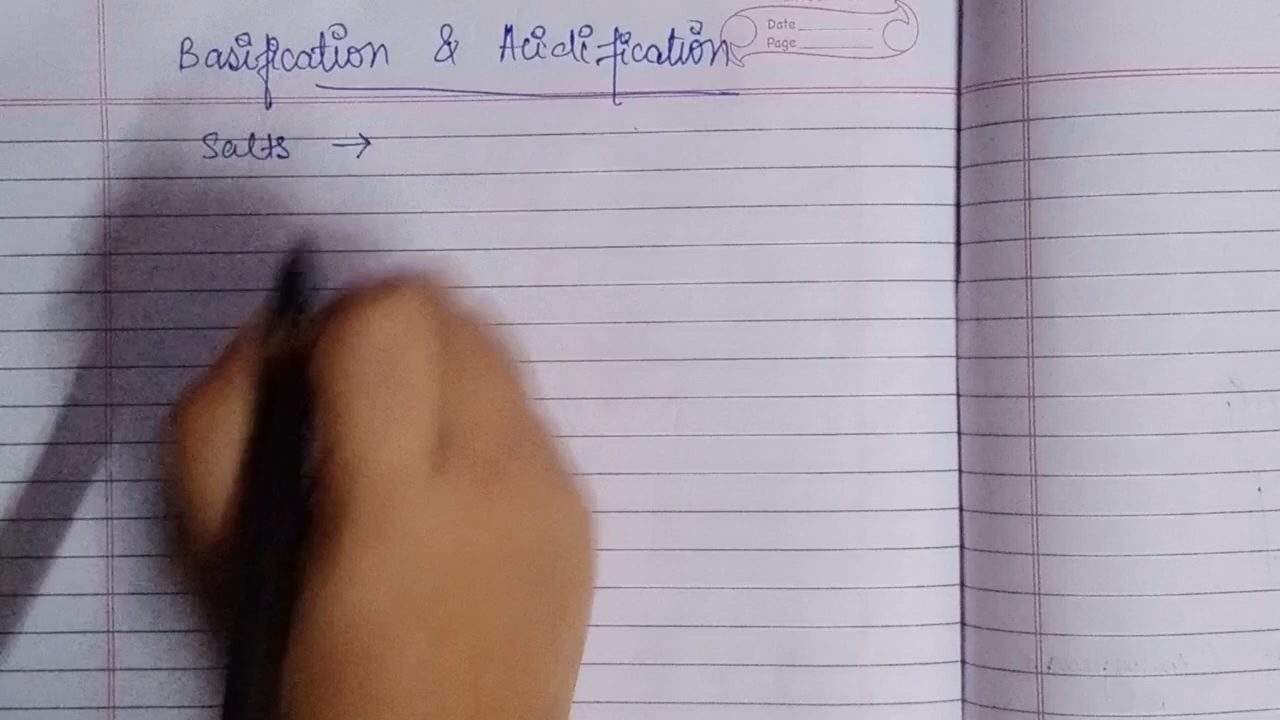 Basification & Acidification
Date
Page
Salts →